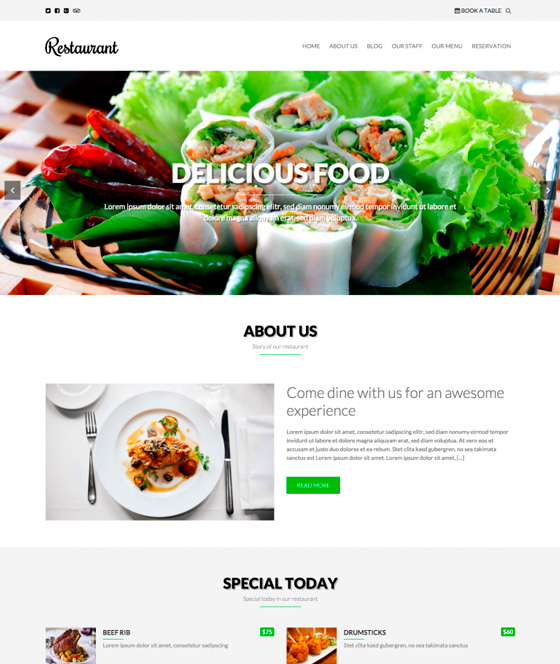 BOOK A TABLE
Restaurant
HOME ABOUT US BLOG OUR STAFF OUR MENU RESERVATION
DELICIOUS FOOD
Lorem ipsum dolor sit amet, consetetur sadipscing elitr, sed diam nonumy eirmod tempor invidunt ut labore et
dolore magna aliquyam erat, sed diam voluptua.
ABOUT US
Story of our restaurant
Come dine with us for an awesome
experience
Lorem ipsum dolor sit amet, consetetur sadipscing elitr, sed diam nonumy eirmod tempor
invidunt ut labore et dolore magna aliquyam erat, sed diam voluptua. At vero eos et
accusam et justo duo dolores et ea rebum. Stet clita kasd gubergren, no sea takimata
sanctus est Lorem ipsum dolor sit amet. Lorem ipsum dolor sit amet, [...]
READ MORE
SPECIAL TODAY
Special today in our restaurant
BEEF RIB $75
Lorem ipsum dolor sit amet, consetetur sadipscing
DRUMSTICKS $60
Stet clita kasd gubergren, no sea takimata sanctus